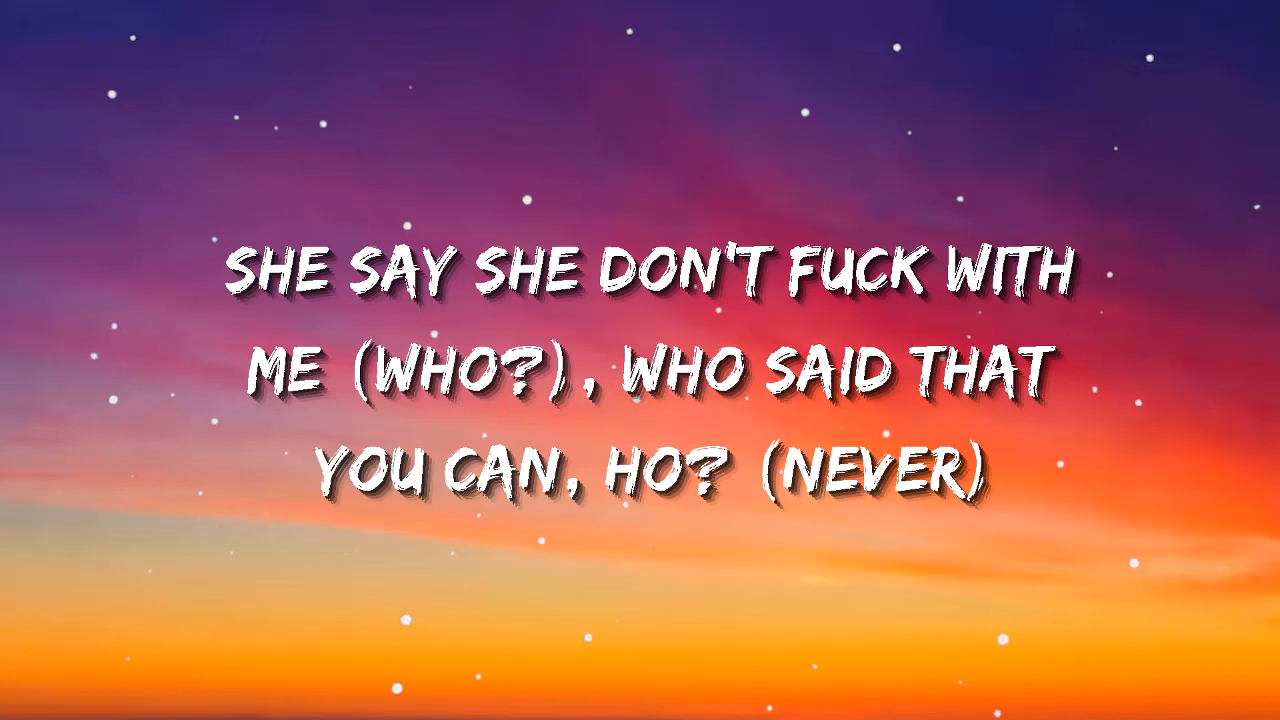 SHE SAY SHE DON'T FUCK WITH
ME (WHO?), WHO SAID THAT
YOU CAN, HO? (NEVER)